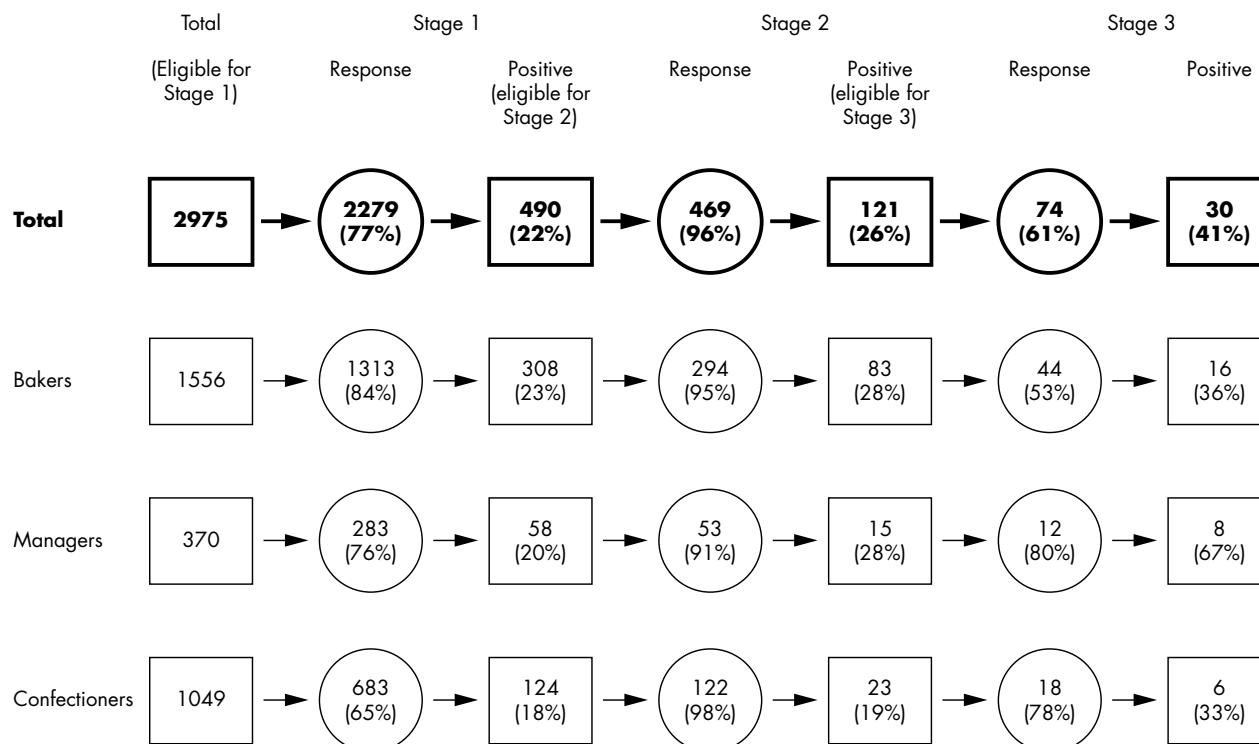 Total Stage 1 Stage 2 Stage 3
(Eligible for Response Positive Response Positive Response Positive
Stage 1) (eligible for (eligible for
Stage 2) Stage 3)
Total 2975 2279 490 469 121 74 30
(77%) (22%) (96%) (26%) (61%) (41%)
Bakers 1556 1313 308 294 83 44 16
(84%) (23%) (95%) (28%) (53%) (36%)
Managers 370 283 58 53 15 12 8
(76%) (20%) (91%) (28%) (80%) (67%)
Confectioners 1049 683 124 122 23 18 6
(65%) (18%) (98%) (19%) (78%) (33%)